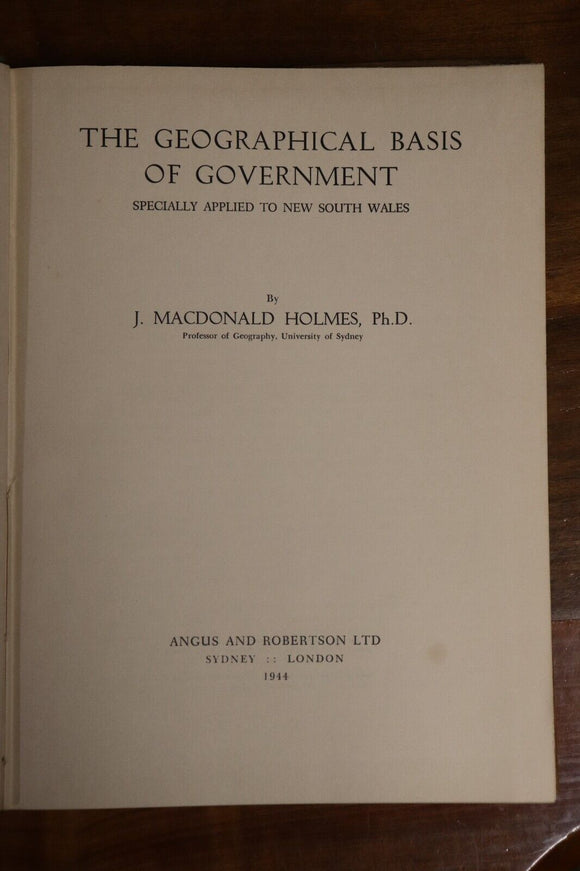 THE GEOGRAPHICAL BASIS
OF GOVERNMENT
SPECIALLY APPLIED TO NEW SOUTH WALES
By
J. MACDONALD HOLMES, Ph.D.
Professor of Geography, University of Sydney
ANGUS AND ROBERTSON LTD
SYDNEY :: LONDON
1944